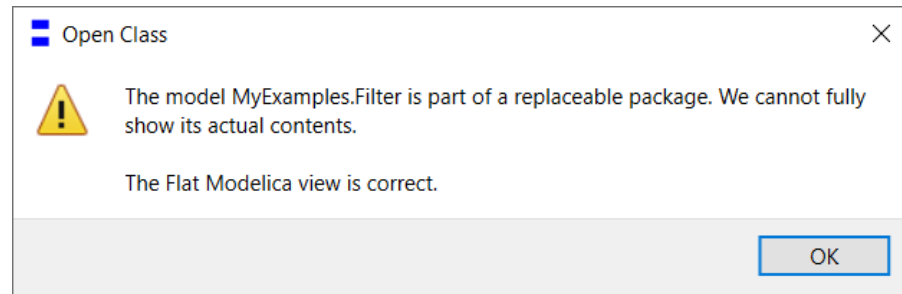 Open Class
The model MyExamples.Filter is part of a replaceable package. We cannot fully
show its actual contents.
The Flat Modelica view is correct.
OK